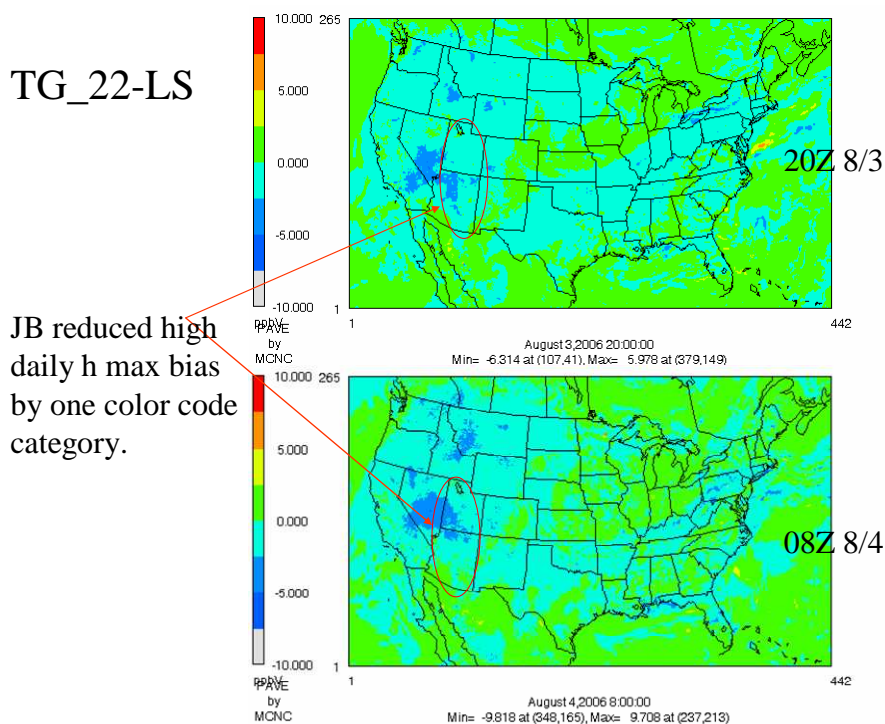 TG_22-LS
10.000
5.000
0.000
-5.000
-10.000
ppbV
PAVE
by
MCNC
265
1
1
442
20Z 8/3
August 3,2006 20:00:00
Min= -6.314 at (107,41), Max= 5.978 at (379,149)
JB reduced high
daily h max bias
by one color code
category.
10.000
5.000
0.000
-5.000
-10.000
ppbV
PAVE
by
MCNC
265
1
1
442
08Z 8/4
August 4,2006 8:00:00
Min= -9.818 at (348,165), Max= 9.708 at (237,213)